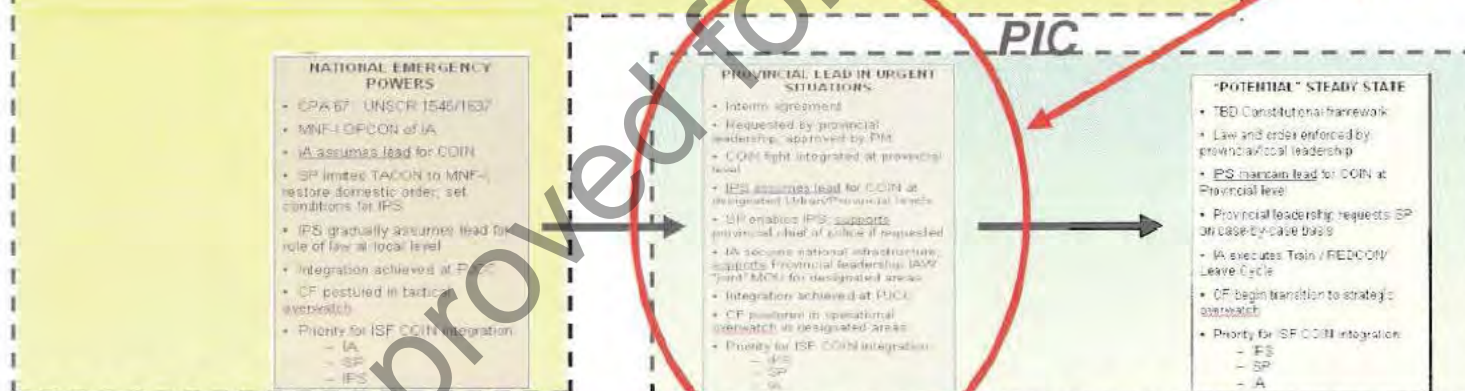 PIC
NATIONAL EMERGENCY
POWERS
• CPA 67 UNSCR 1546/1637
• MNF-I OPCON of IA
• IA assumes lead for COIN
• SP limited TACON to MNF-I,
restore domestic order, set
conditions for IPS
• IPS gradually assumes lead for
rule of law at local level
• Integration achieved at PJCC
• CF postured in tactical
overwatch
• Priority for ISF COIN integration
– IA
– SP
– IPS
PROVINCIAL LEAD IN URGENT
SITUATIONS
• Interim agreement
• Requested by provincial
leadership, approved by PM
• COIN fight integrated at provincial
level
• IPS assumes lead for COIN at
designated Urban/Provincial levels
• SP enables IPS, supports
provincial chief of police if requested
• IA secures national infrastructure,
supports Provincial leadership IAW
"joint" MOU for designated areas
• Integration achieved at PJCC
• CF postured in operational
overwatch in designated areas
• Priority for ISF COIN integration
– IPS
– SP
– IA
"POTENTIAL" STEADY STATE
• TBD Constitutional framework
• Law and order enforced by
provincial/local leadership
• IPS maintain lead for COIN at
Provincial level
• Provincial leadership requests SP
on case-by-case basis
• IA executes Train / REDCON/
Leave Cycle
• CF begin transition to strategic
overwatch
• Priority for ISF COIN integration
– IPS
– SP
– IA
proved fo